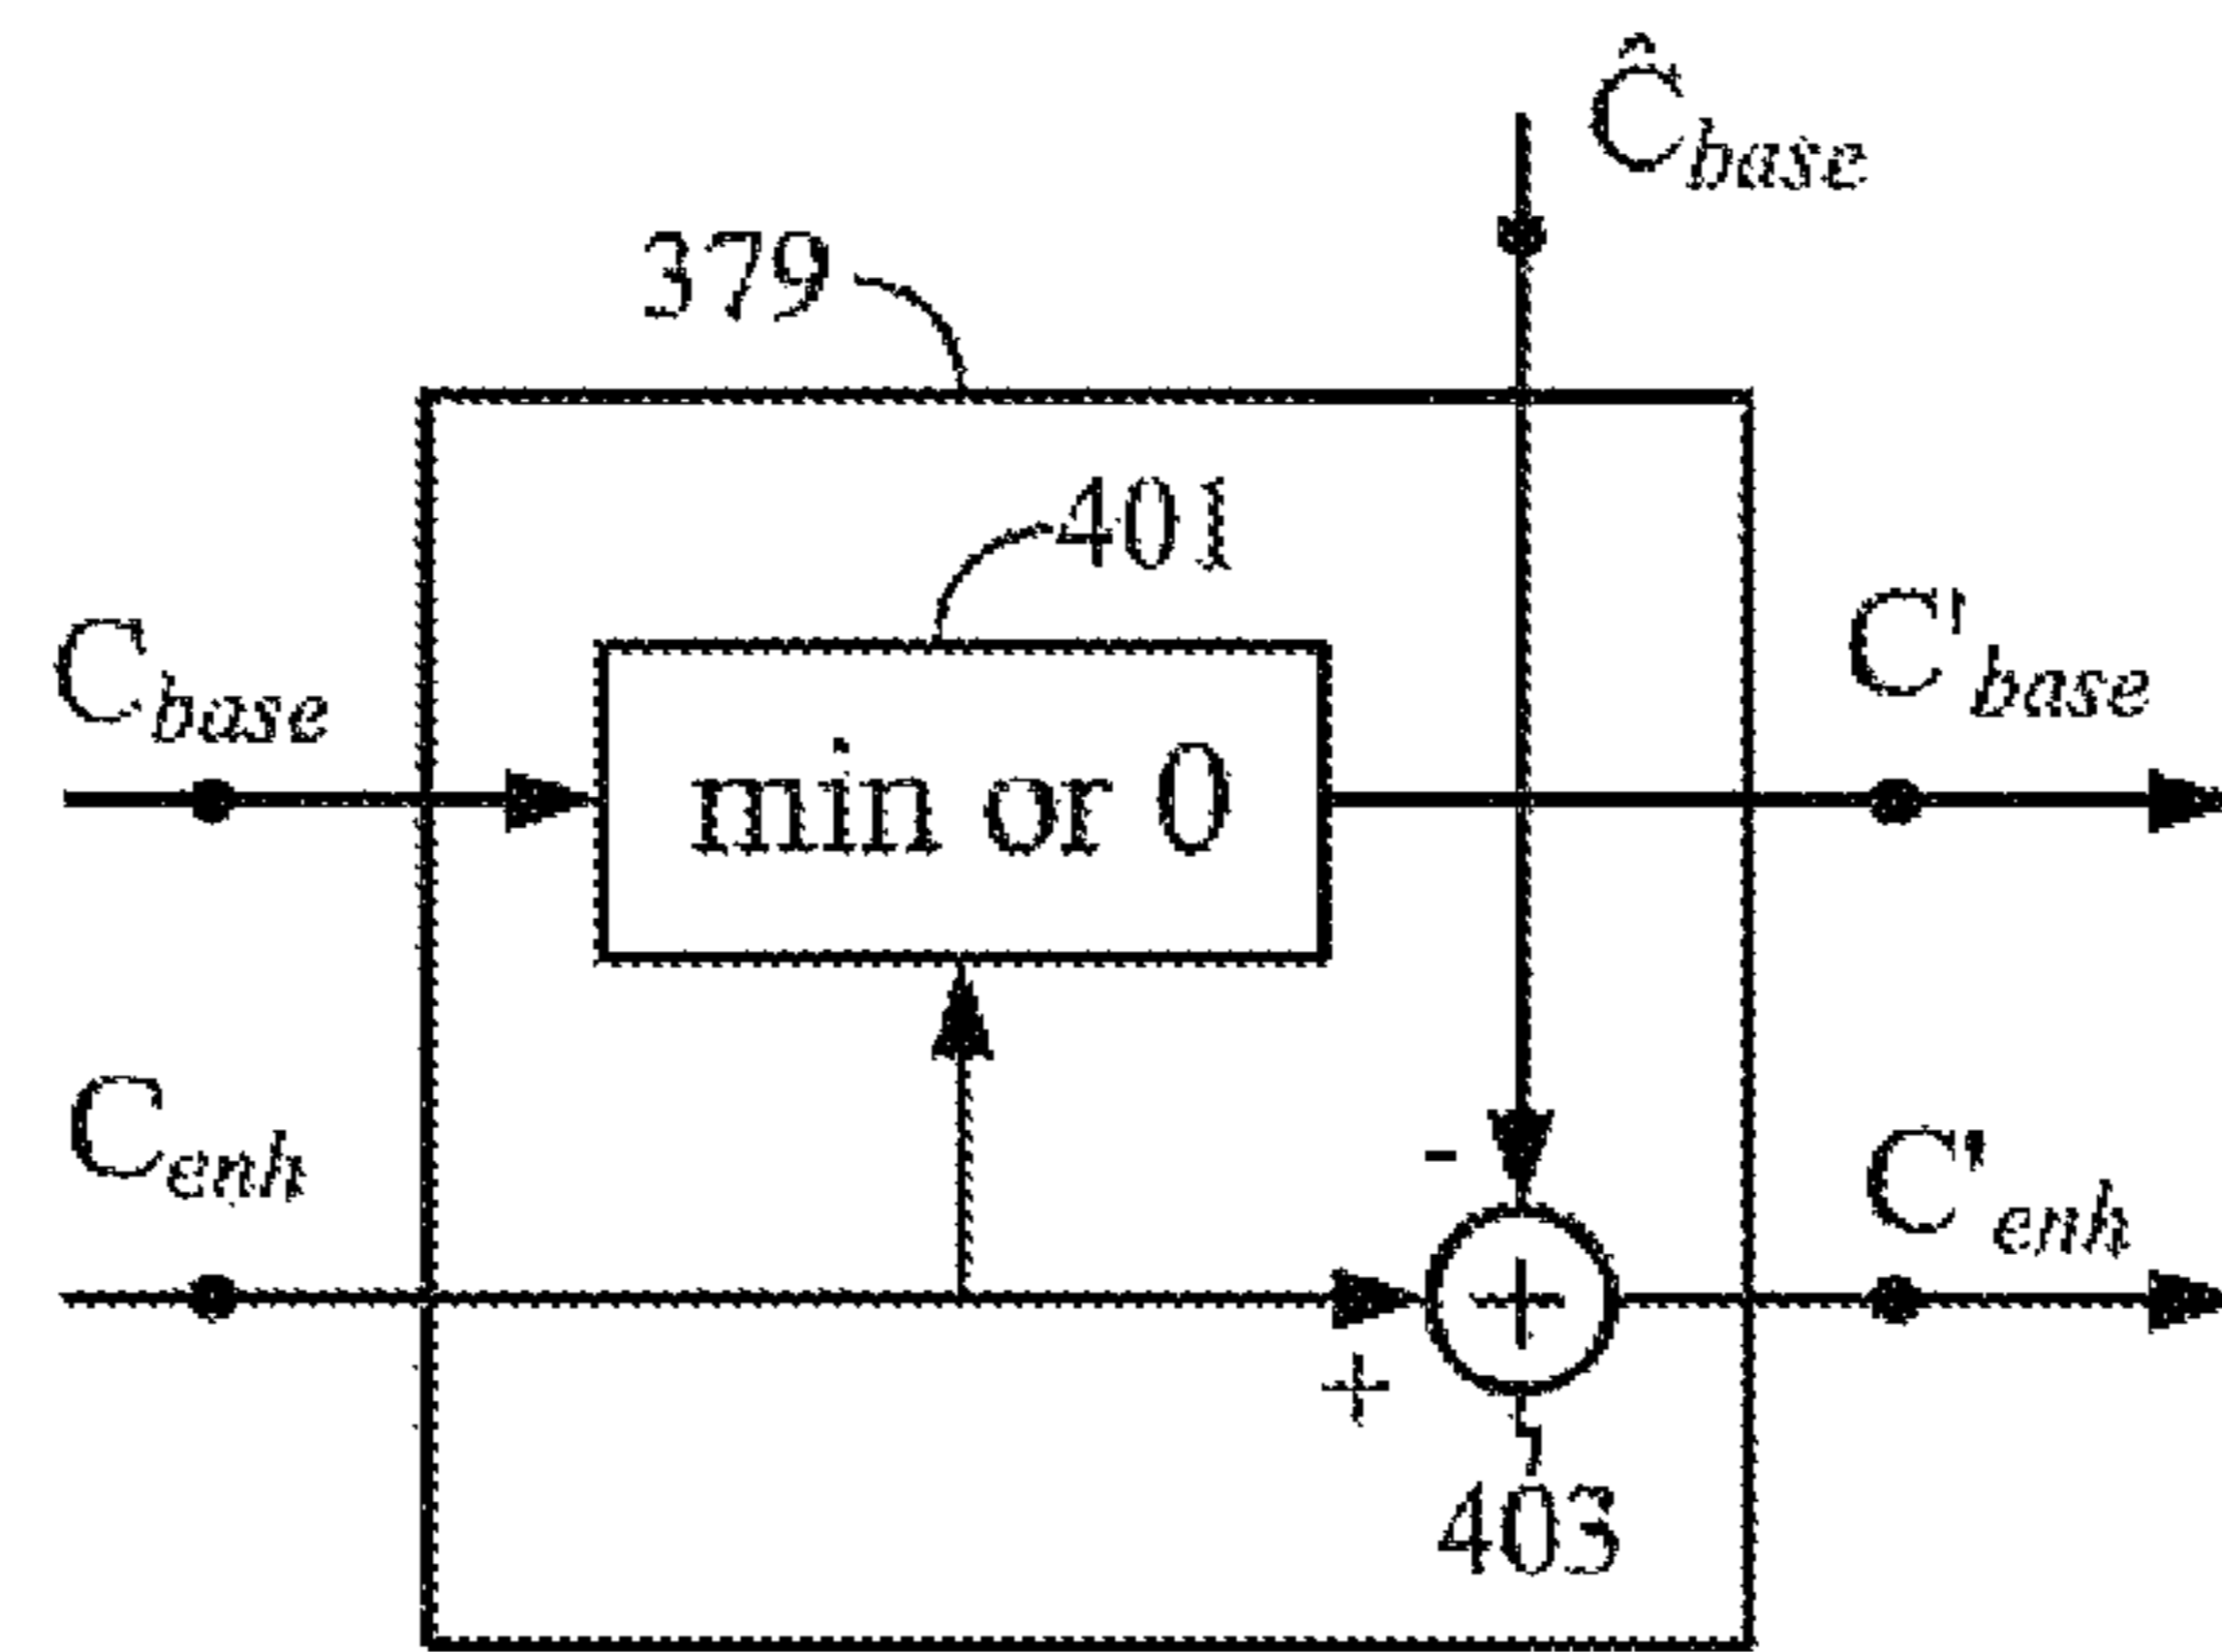 Ĉbase
379
401
Cbase
C'base
min or 0
Cenh
C'enh
-
+
+
403